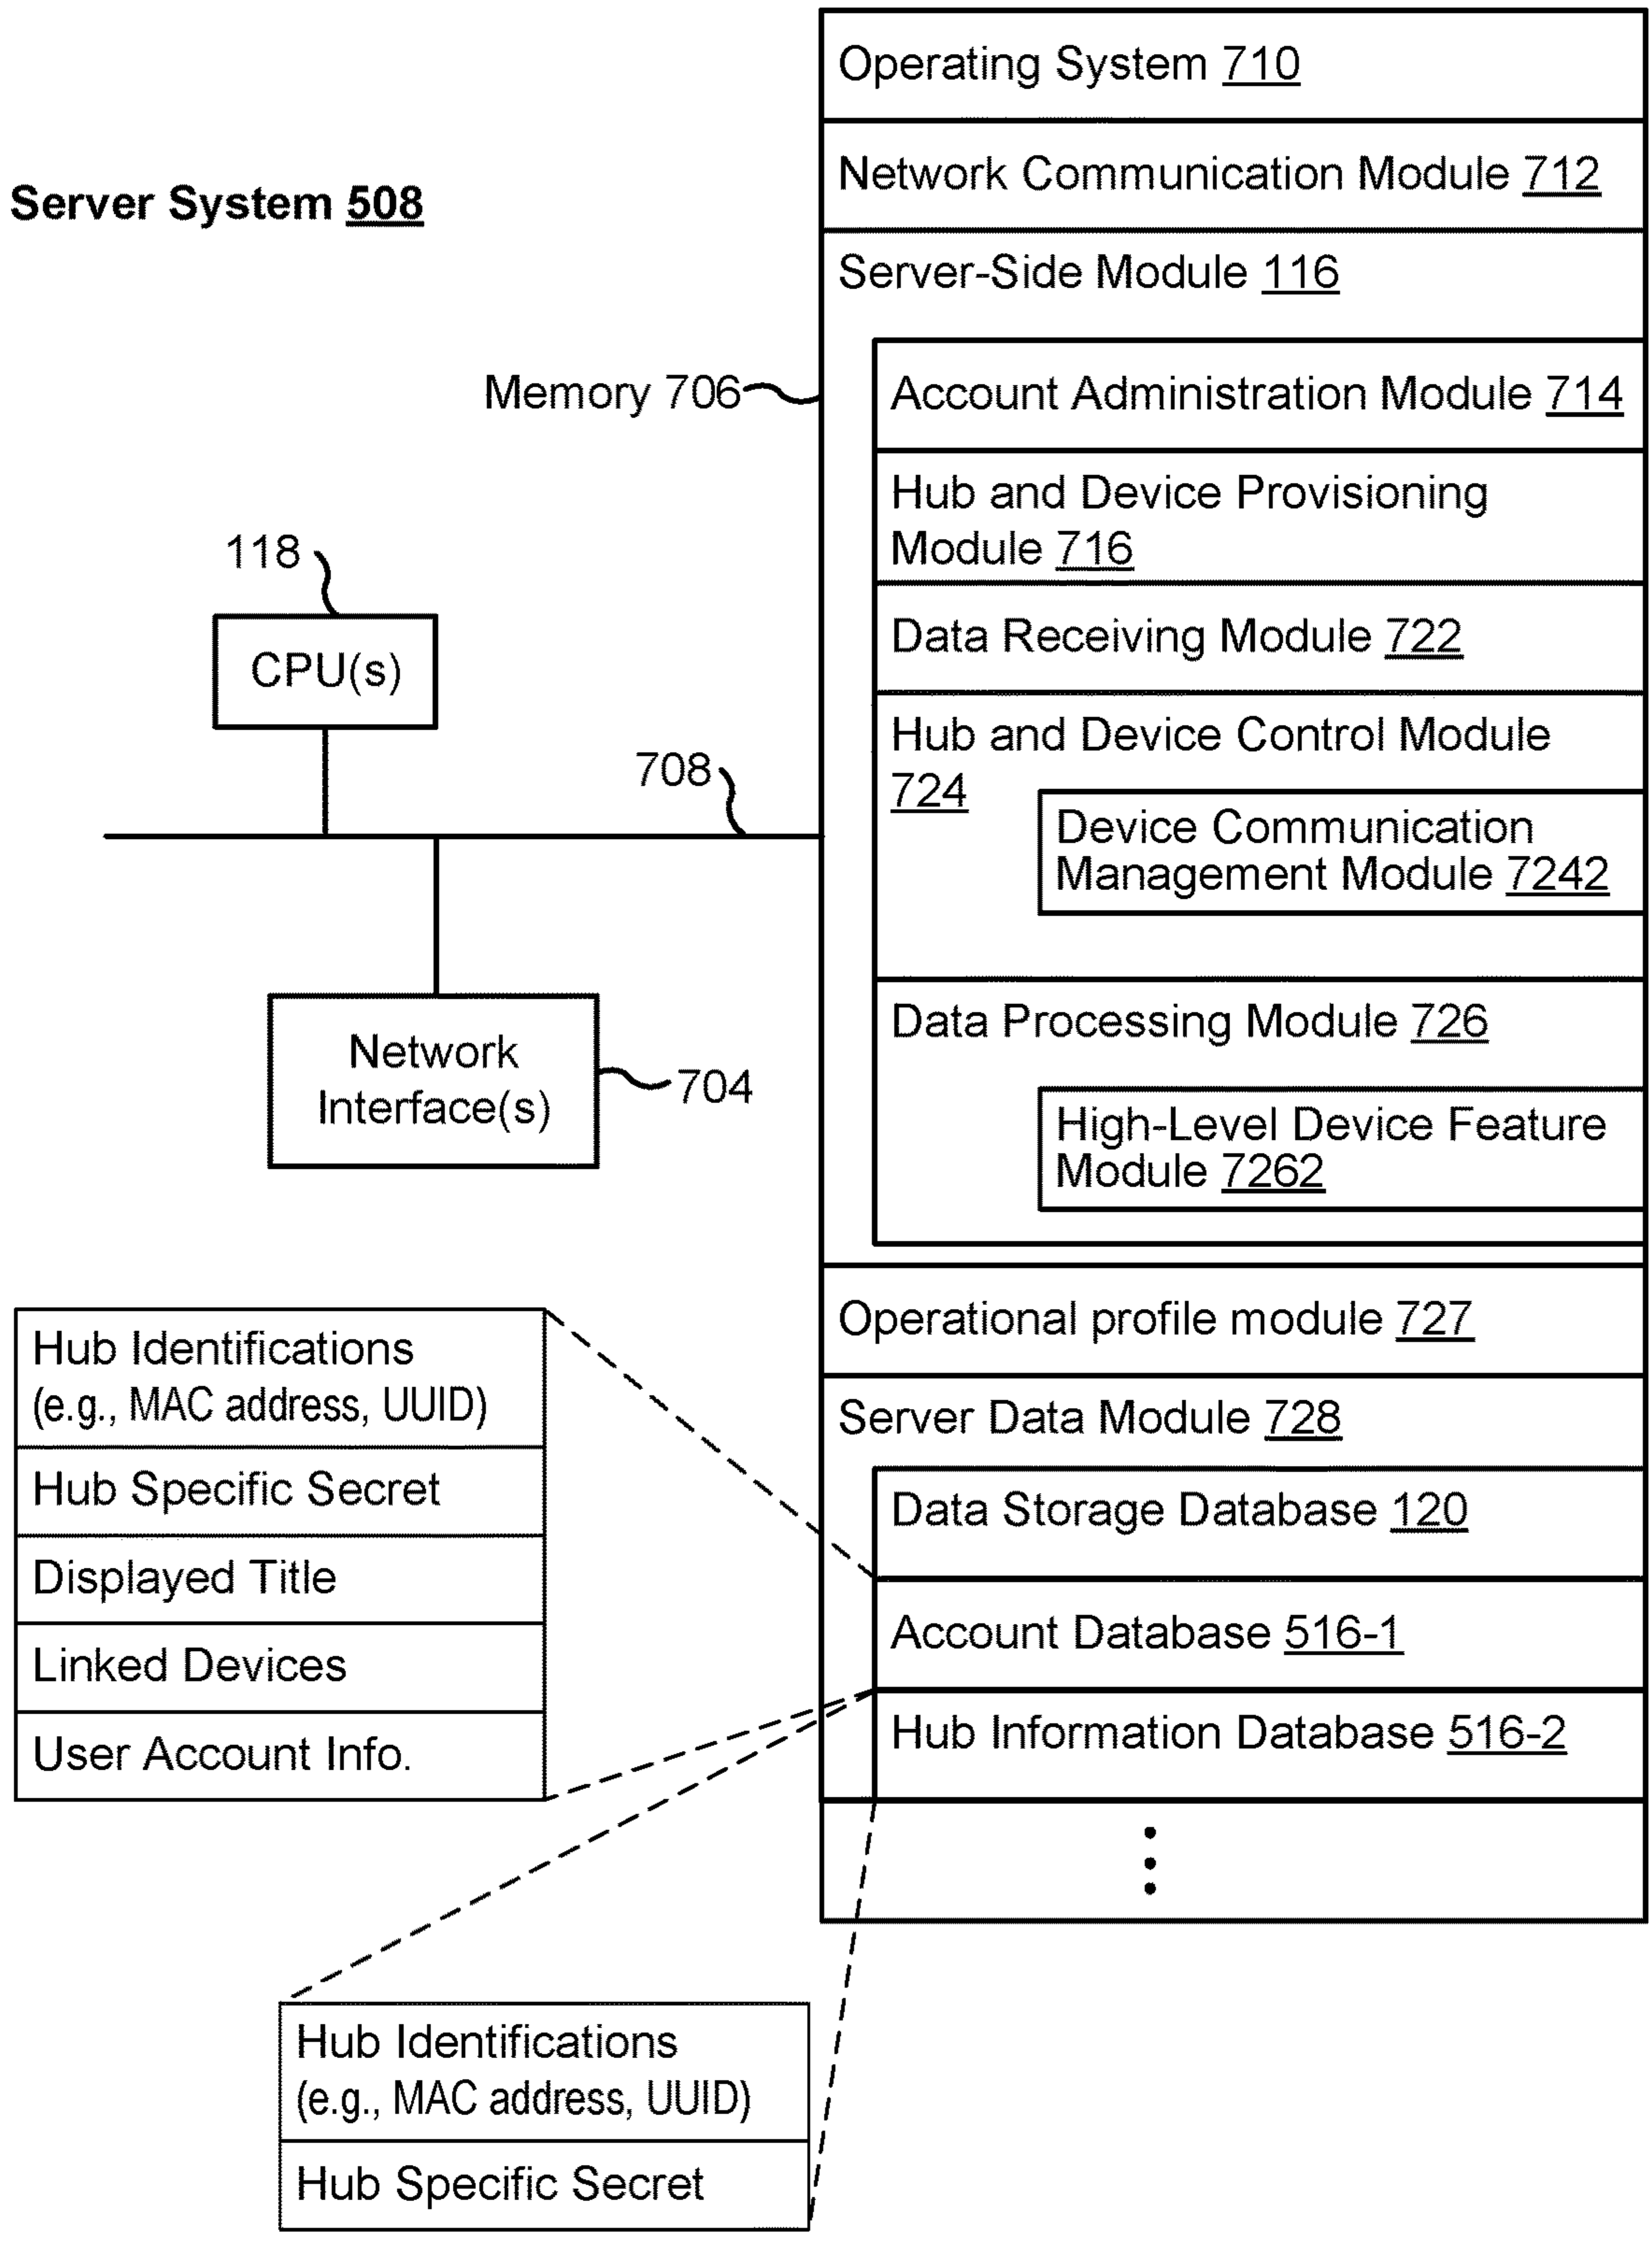 Server System 508
Operating System 710
Network Communication Module 712
Server-Side Module 116
Memory 706
Account Administration Module 714
Hub and Device Provisioning
Module 716
Data Receiving Module 722
Hub and Device Control Module
724
Device Communication
Management Module 7242
Data Processing Module 726
High-Level Device Feature
Module 7262
118
CPU(s)
708
Network
Interface(s)
704
Operational profile module 727
Server Data Module 728
Data Storage Database 120
Account Database 516-1
Hub Information Database 516-2
Hub Identifications
(e.g., MAC address, UUID)
Hub Specific Secret
Displayed Title
Linked Devices
User Account Info.
Hub Identifications
(e.g., MAC address, UUID)
Hub Specific Secret